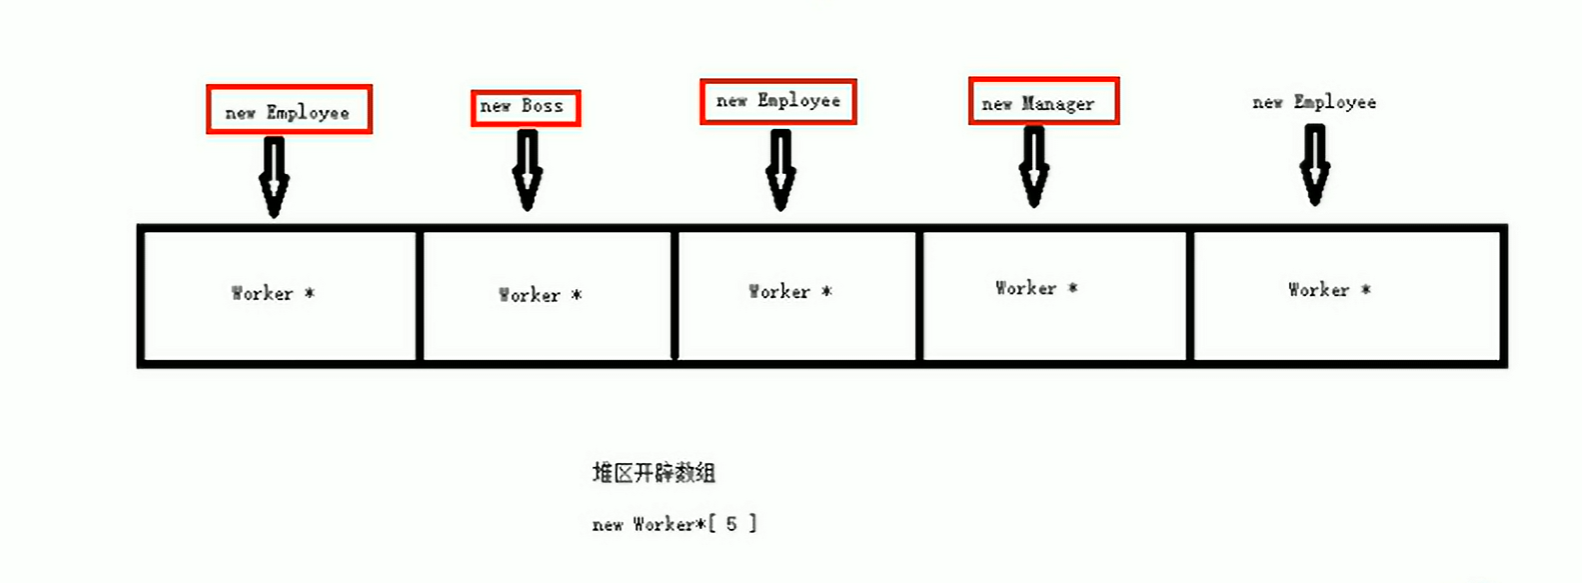 new Employee
new Boss
new Employee
new Manager
new Employee
Worker *
Worker *
Worker *
Worker *
Worker *
堆区开辟数组
new Worker*[ 5 ]